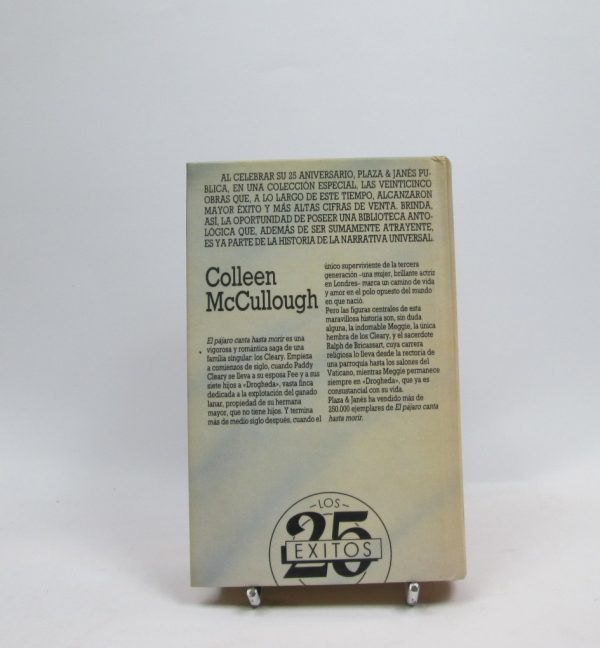 AL CELEBRAR SU 25 ANIVERSARIO, PLAZA & JANÉS PU-
BLICA, EN UNA COLECCIÓN ESPECIAL, LAS VEINTICINCO
OBRAS QUE, A LO LARGO DE ESTE TIEMPO, ALCANZARON
MAYOR ÉXITO Y MÁS ALTAS CIFRAS DE VENTA. BRINDA,
ASÍ, LA OPORTUNIDAD DE POSEER UNA BIBLIOTECA ANTO-
LÓGICA QUE, ADEMÁS DE SER SUMAMENTE ATRAYENTE,
ES YA PARTE DE LA HISTORIA DE LA NARRATIVA UNIVERSAL.
Colleen
McCullough
El pájaro canta hasta morir es una
vigorosa y romántica saga de una
familia singular: los Cleary. Empieza
a comienzos de siglo, cuando Paddy
Cleary se lleva a su esposa Fee y a sus
siete hijos a «Drogheda», vasta finca
dedicada a la explotación del ganado
lanar, propiedad de su hermana
mayor, que no tiene hijos. Y termina
más de medio siglo después, cuando el
único superviviente de la tercera
generación –una mujer, brillante actriz
en Londres– marca un camino de vida
y amor en el polo opuesto del mundo
en que nació.
Pero las figuras centrales de esta
maravillosa historia son, sin duda
alguna, la indomable Meggie, la única
hembra de los Cleary, y el sacerdote
Ralph de Bricassart, cuya carrera
religiosa lo lleva desde la rectoría de
una parroquia hasta los salones del
Vaticano, mientras Meggie permanece
siempre en «Drogheda», que ya es
consustancial con su vida.
Plaza & Janés ha vendido más de
250.000 ejemplares de El pájaro canta
hasta morir.
LOS
25
EXITOS